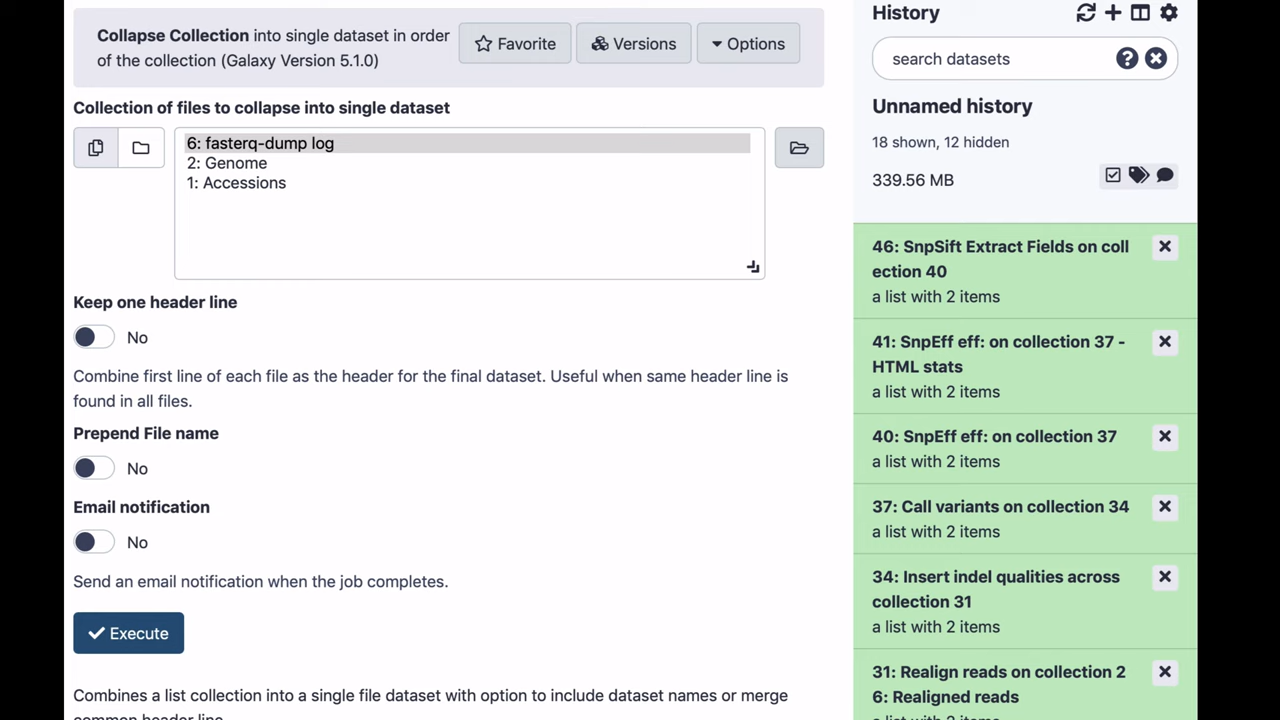 Collapse Collection into single dataset in order
of the collection (Galaxy Version 5.1.0)
Favorite
Versions
Options
Collection of files to collapse into single dataset
6: fasterq-dump log
2: Genome
1: Accessions
Keep one header line
No
Combine first line of each file as the header for the final dataset. Useful when same header line is
found in all files.
Prepend File name
No
Email notification
No
Send an email notification when the job completes.
Execute
Combines a list collection into a single file dataset with option to include dataset names or merge
common header line
History
search datasets
Unnamed history
18 shown, 12 hidden
339.56 MB
46: SnpSift Extract Fields on coll
ection 40
a list with 2 items
41: SnpEff eff: on collection 37 -
HTML stats
a list with 2 items
40: SnpEff eff: on collection 37
a list with 2 items
37: Call variants on collection 34
a list with 2 items
34: Insert indel qualities across
collection 31
a list with 2 items
31: Realign reads on collection 2
6: Realigned reads
a list with 2 items